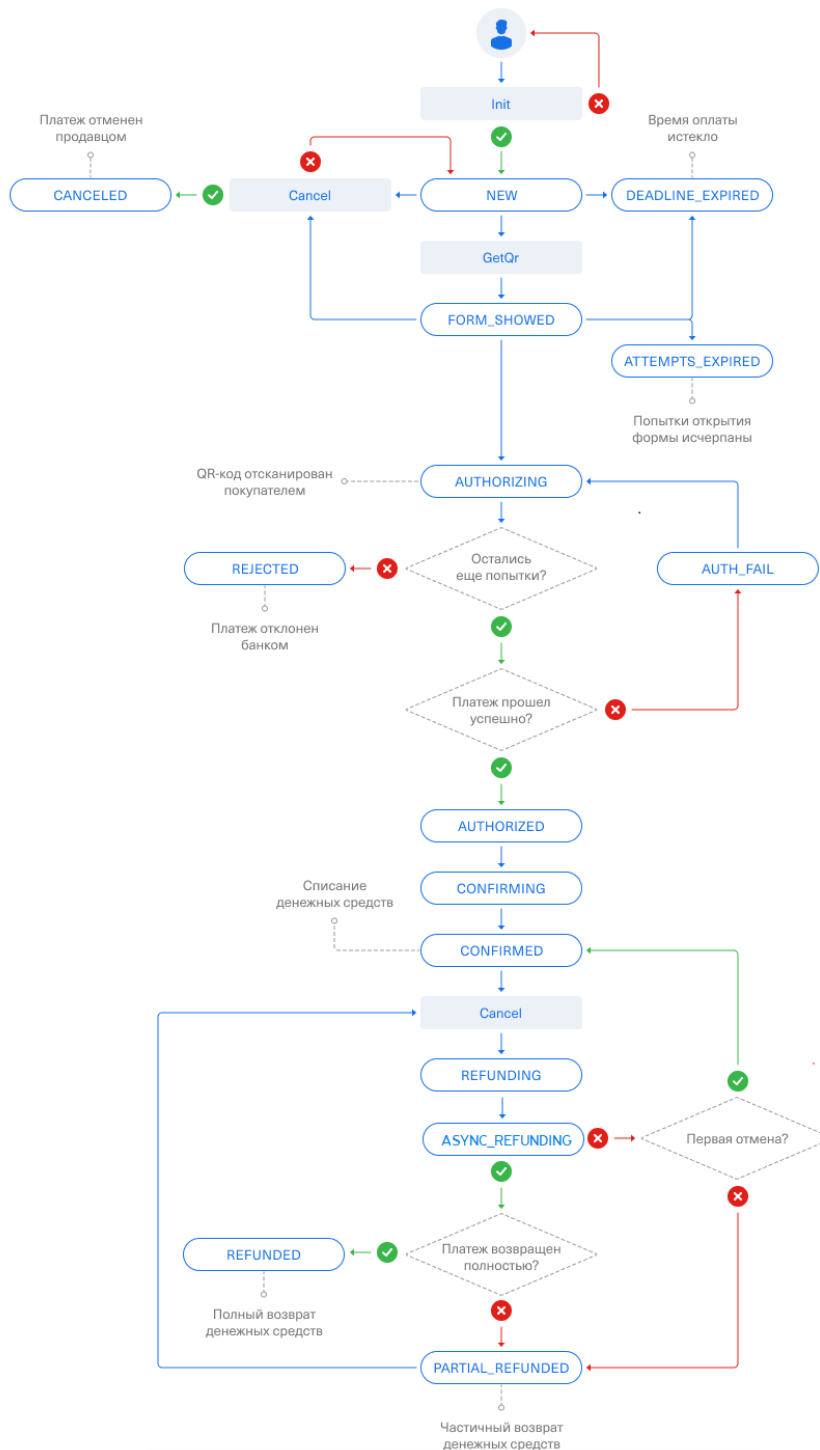 Init
Платеж отменен
продавцом
Время оплаты
истекло
CANCELED
Cancel
NEW
DEADLINE_EXPIRED
GetQr
FORM_SHOWED
ATTEMPTS_EXPIRED
Попытки открытия
формы исчерпаны
QR-код отсканирован
покупателем
AUTHORIZING
REJECTED
Остались
еще попытки?
AUTH_FAIL
Платеж отклонен
банком
Платеж прошел
успешно?
AUTHORIZED
CONFIRMING
Списание
денежных средств
CONFIRMED
Cancel
REFUNDING
ASYNC_REFUNDING
Первая отмена?
REFUNDED
Платеж возвращен
полностью?
Полный возврат
денежных средств
PARTIAL_REFUNDED
Частичный возврат
денежных средств